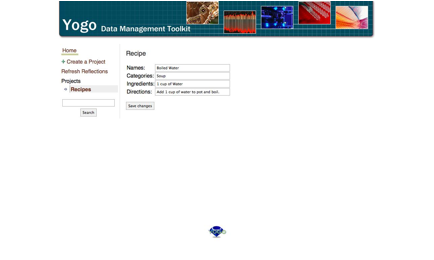 Yogo Data Management Toolkit
Home
Create a Project
Refresh Reflections
Projects
Recipes
Search
Recipe
Names: Boiled Water
Categories: Soup
Ingredients: 1 cup of Water
Directions: Add 1 cup of water to pot and boil.
Save changes